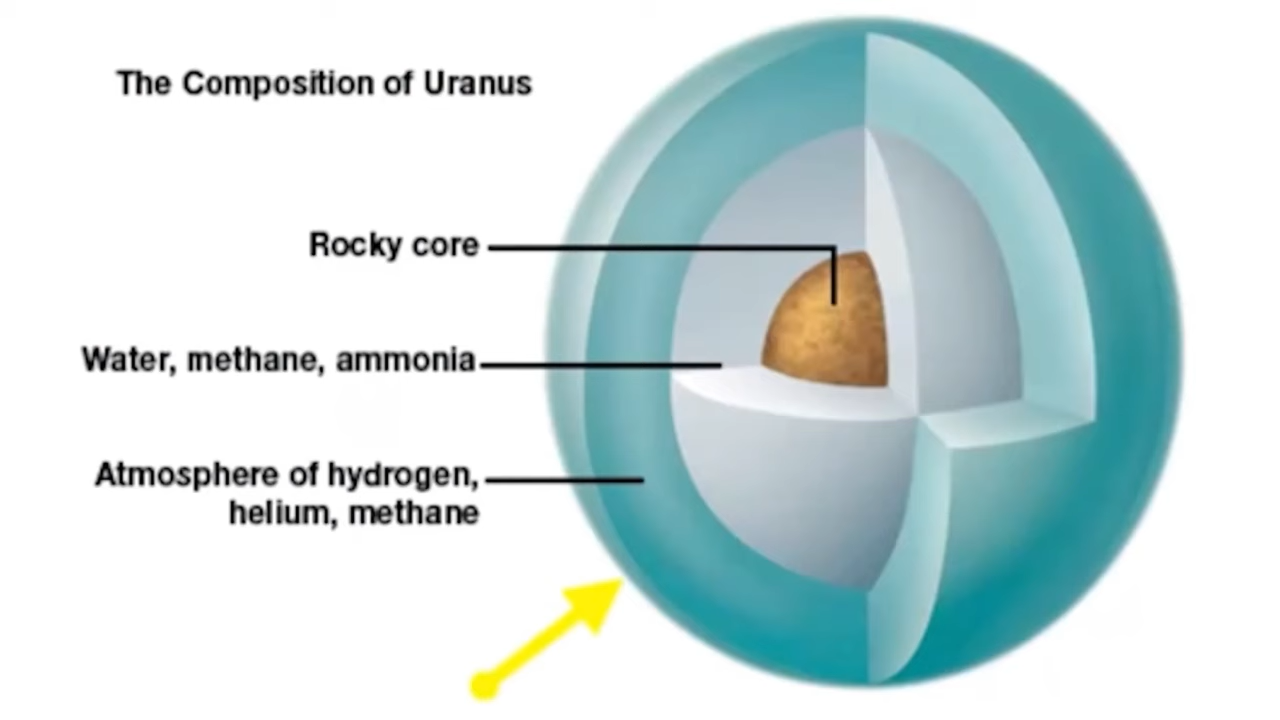 The Composition of Uranus
Rocky core
Water, methane, ammonia
Atmosphere of hydrogen,
helium, methane